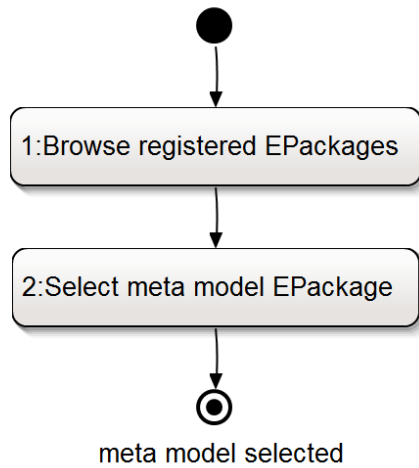 1:Browse registered EPackages
2:Select meta model EPackage
meta model selected